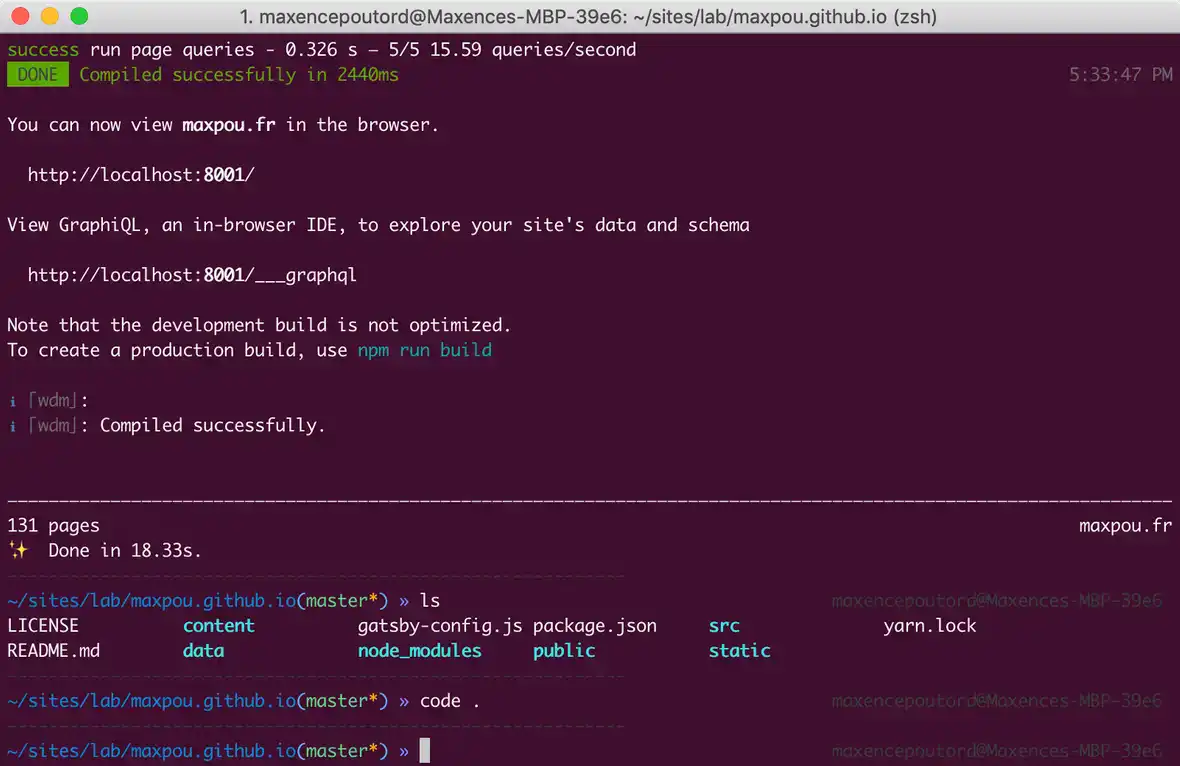 1. maxencepoutord@Maxences-MBP-39e6: ~/sites/lab/maxpou.github.io (zsh)
success run page queries - 0.326 s — 5/5 15.59 queries/second
DONE Compiled successfully in 2440ms 5:33:47 PM
You can now view maxpou.fr in the browser.
http://localhost:8001/
View GraphiQL, an in-browser IDE, to explore your site's data and schema
http://localhost:8001/___graphql
Note that the development build is not optimized.
To create a production build, use npm run build
ℹ ⌈wdm⌋:
ℹ ⌈wdm⌋: Compiled successfully.
131 pages maxpou.fr
✨ Done in 18.33s.
~/sites/lab/maxpou.github.io(master*) » ls maxencepoutord@Maxences-MBP-39e6
LICENSE content gatsby-config.js package.json src yarn.lock
README.md data node_modules public static
~/sites/lab/maxpou.github.io(master*) » code . maxencepoutord@Maxences-MBP-39e6
~/sites/lab/maxpou.github.io(master*) » maxencepoutord@Maxences-MBP-39e6